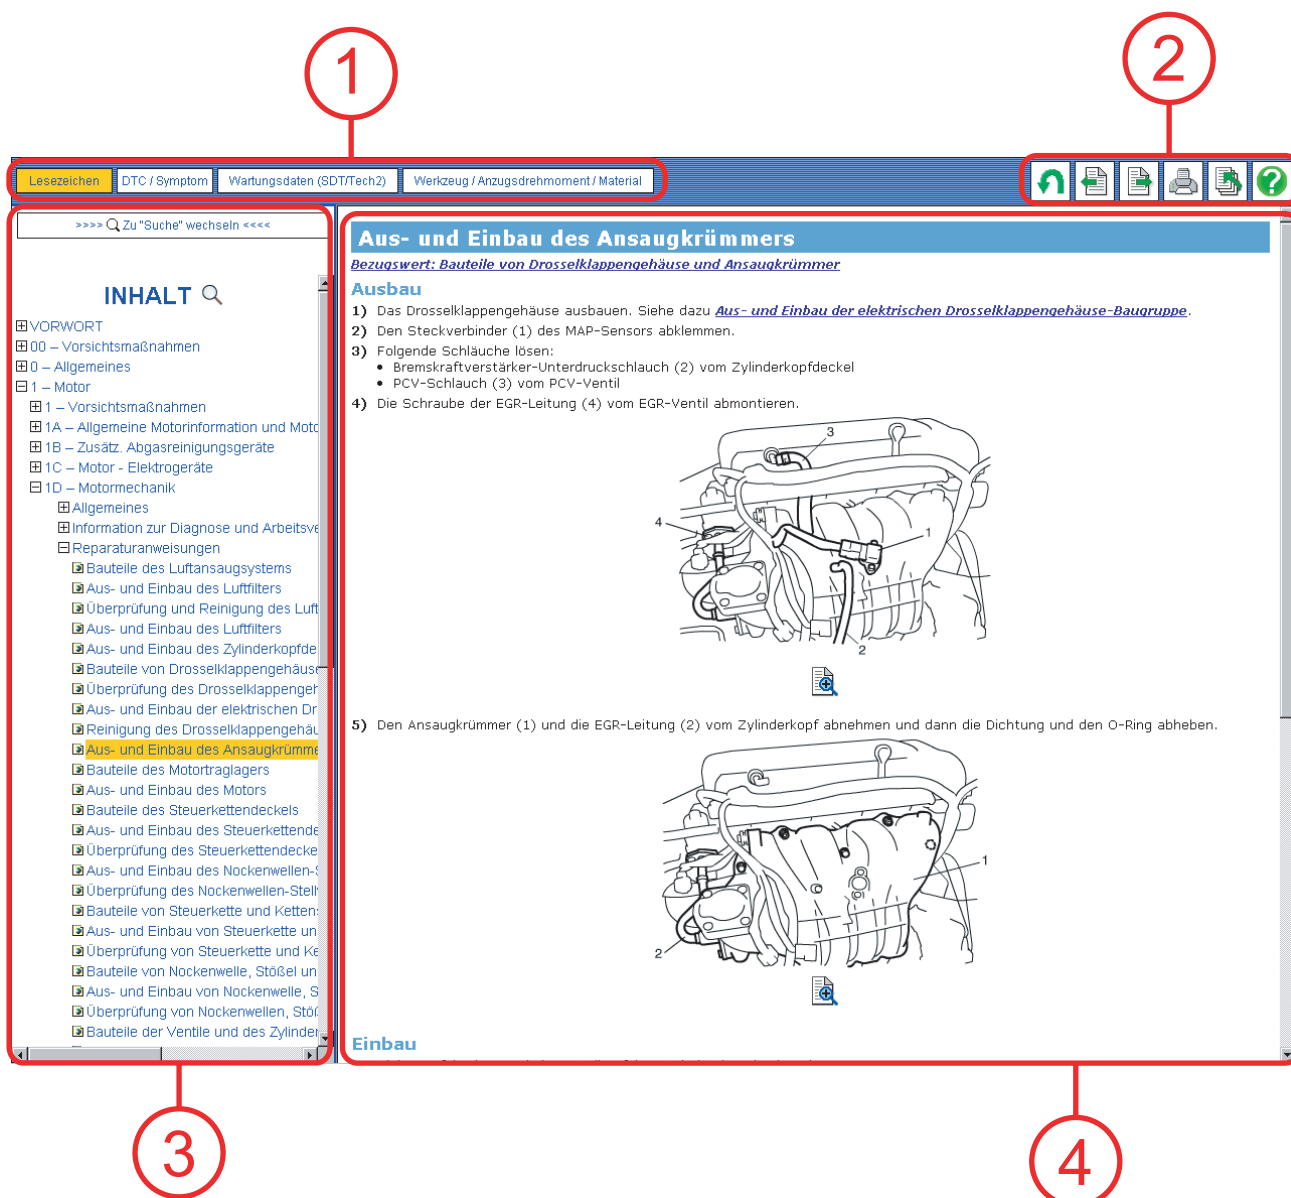 1
2
Lesezeichen
DTC / Symptom
Wartungsdaten (SDT/Tech2)
Werkzeug / Anzugsdrehmoment / Material
>>>> Zu "Suche" wechseln <<<<
INHALT
VORWORT
00 – Vorsichtsmaßnahmen
0 – Allgemeines
1 – Motor
1 – Vorsichtsmaßnahmen
1A – Allgemeine Motorinformation und Moto
1B – Zusätz. Abgasreinigungsgeräte
1C – Motor - Elektrogeräte
1D – Motormechanik
Allgemeines
Information zur Diagnose und Arbeitsve
Reparaturanweisungen
Bauteile des Luftansaugsystems
Aus- und Einbau des Luftfilters
Überprüfung und Reinigung des Luft
Aus- und Einbau des Luftfilters
Aus- und Einbau des Zylinderkopfde
Bauteile von Drosselklappengehäuse
Überprüfung des Drosselklappengeh
Aus- und Einbau der elektrischen Dr
Reinigung des Drosselklappengehäu
Aus- und Einbau des Ansaugkrümme
Bauteile des Motortraglagers
Aus- und Einbau des Motors
Bauteile des Steuerkettendeckels
Aus- und Einbau des Steuerkettende
Überprüfung des Steuerkettendecke
Aus- und Einbau des Nockenwellen-S
Überprüfung des Nockenwellen-Stell
Bauteile von Steuerkette und Kettens
Aus- und Einbau von Steuerkette un
Überprüfung von Steuerkette und Ke
Bauteile von Nockenwelle, Stößel un
Aus- und Einbau von Nockenwelle, S
Überprüfung von Nockenwellen, Stöß
Bauteile der Ventile und des Zylinder
Aus- und Einbau des Ansaugkrümmers
Bezugswert: Bauteile von Drosselklappengehäuse und Ansaugkrümmer
Ausbau
1) Das Drosselklappengehäuse ausbauen. Siehe dazu Aus- und Einbau der elektrischen Drosselklappengehäuse-Baugruppe.
2) Den Steckverbinder (1) des MAP-Sensors abklemmen.
3) Folgende Schläuche lösen:
• Bremskraftverstärker-Unterdruckschlauch (2) vom Zylinderkopfdeckel
• PCV-Schlauch (3) vom PCV-Ventil
4) Die Schraube der EGR-Leitung (4) vom EGR-Ventil abmontieren.
3
4
1
2
5) Den Ansaugkrümmer (1) und die EGR-Leitung (2) vom Zylinderkopf abnehmen und dann die Dichtung und den O-Ring abheben.
1
2
Einbau
3
4